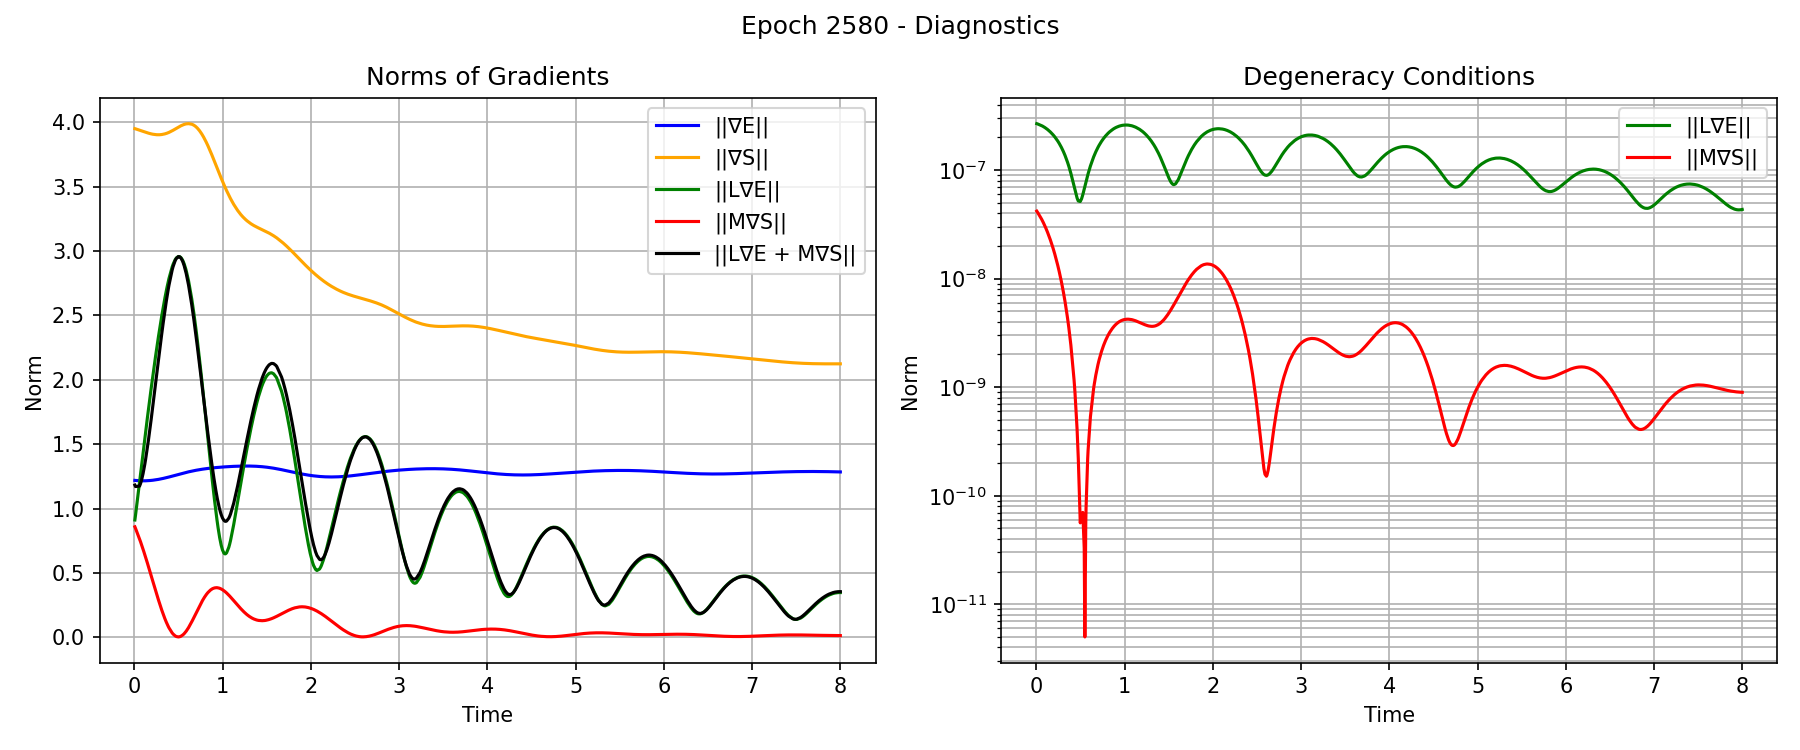 Epoch 2580 - Diagnostics
Norms of Gradients
4.0
3.5
3.0
2.5
2.0
1.5
1.0
0.5
0.0
Norm
0 1 2 3 4 5 6 7 8
Time
||∇E||
||∇S||
||L∇E||
||M∇S||
||L∇E + M∇S||
Degeneracy Conditions
10⁻⁷
10⁻⁸
10⁻⁹
10⁻¹⁰
10⁻¹¹
Norm
0 1 2 3 4 5 6 7 8
Time
||L∇E||
||M∇S||